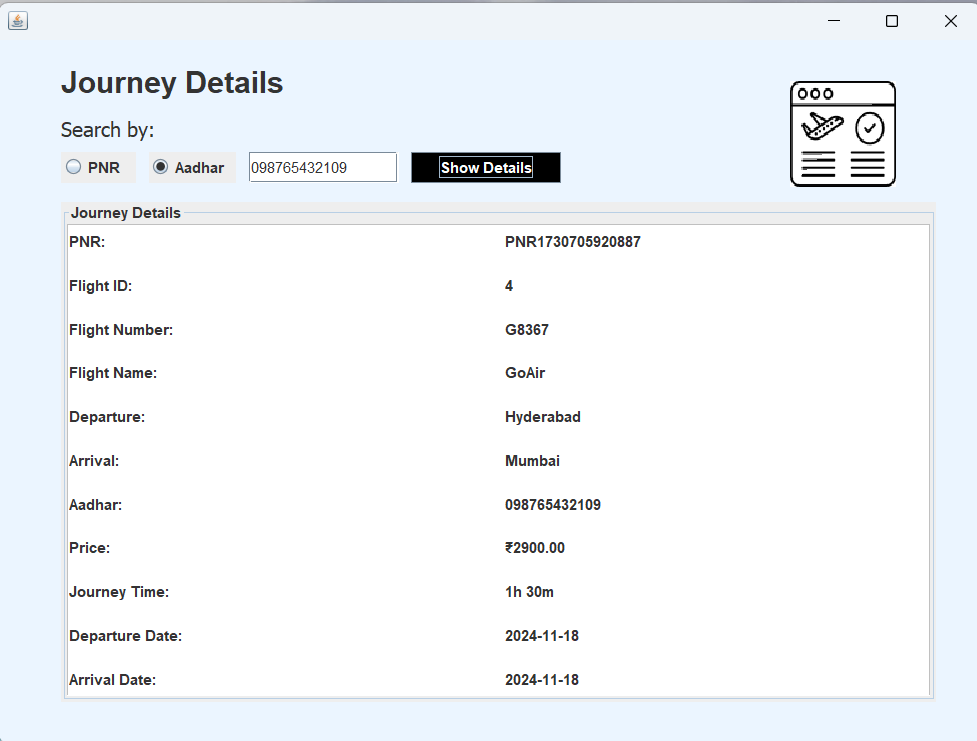 Journey Details
Search by:
PNR Aadhar 098765432109 Show Details
Journey Details
PNR: PNR1730705920887
Flight ID: 4
Flight Number: G8367
Flight Name: GoAir
Departure: Hyderabad
Arrival: Mumbai
Aadhar: 098765432109
Price: ₹2900.00
Journey Time: 1h 30m
Departure Date: 2024-11-18
Arrival Date: 2024-11-18